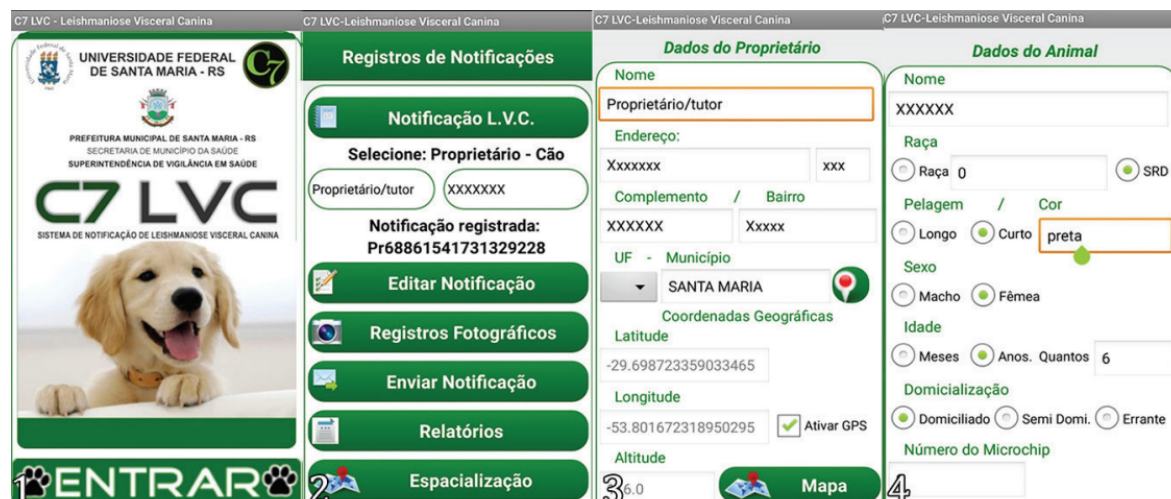 C7 LVC - Leishmaniose Visceral Canina
UNIVERSIDADE FEDERAL
DE SANTA MARIA - RS
C7
PREFEITURA MUNICIPAL DE SANTA MARIA - RS
SECRETARIA DE MUNICÍPIO DA SAÚDE
SUPERINTENDÊNCIA DE VIGILÂNCIA EM SAÚDE
C7 LVC
SISTEMA DE NOTIFICAÇÃO DE LEISHMANIOSE VISCERAL CANINA
ENTRAR
1
C7 LVC-Leishmaniose Visceral Canina
Registros de Notificações
Notificação L.V.C.
Selecione: Proprietário - Cão
Proprietário/tutor XXXXXXX
Notificação registrada:
Pr68861541731329228
Editar Notificação
Registros Fotográficos
Enviar Notificação
Relatórios
Espacialização
2
C7 LVC-Leishmaniose Visceral Canina
Dados do Proprietário
Nome
Proprietário/tutor
Endereço:
Xxxxxxx xxx
Complemento / Bairro
XXXXXX Xxxxx
UF - Município
SANTA MARIA
Coordenadas Geográficas
Latitude
-29.698723359033465
Longitude
-53.801672318950295 Ativar GPS
Altitude
6.0 Mapa
3
C7 LVC-Leishmaniose Visceral Canina
Dados do Animal
Nome
XXXXXX
Raça
Raça 0 SRD
Pelagem / Cor
Longo Curto preta
Sexo
Macho Fêmea
Idade
Meses Anos. Quantos 6
Domicialização
Domiciliado Semi Domi. Errante
Número do Microchip
4